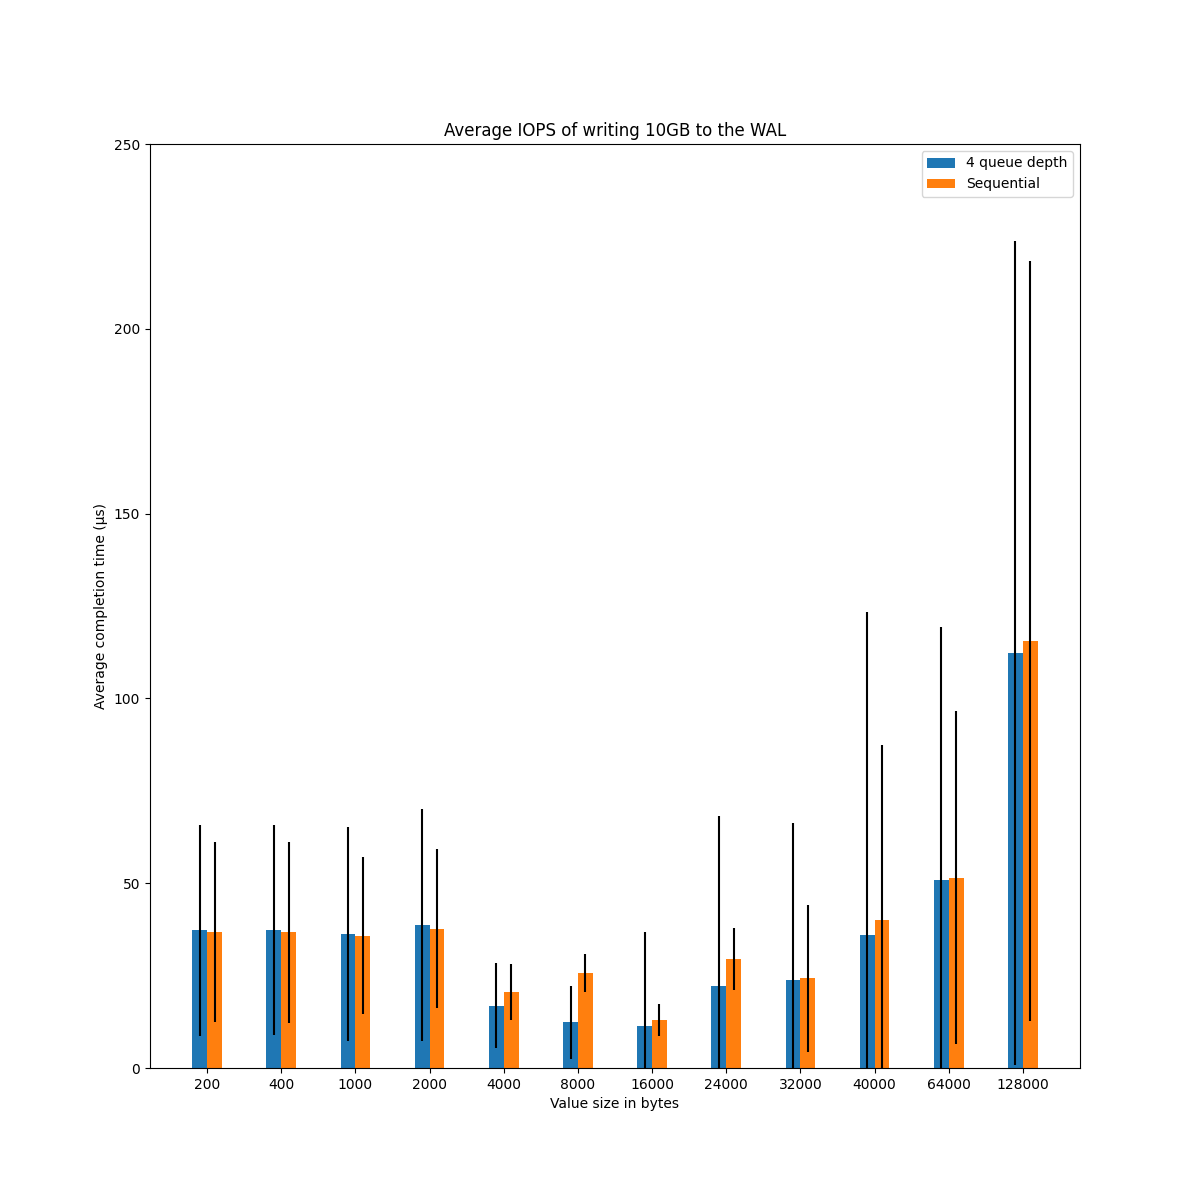 Average IOPS of writing 10GB to the WAL
4 queue depth
Sequential
250
200
150
100
50
0
Average completion time (µs)
200 400 1000 2000 4000 8000 16000 24000 32000 40000 64000 128000
Value size in bytes